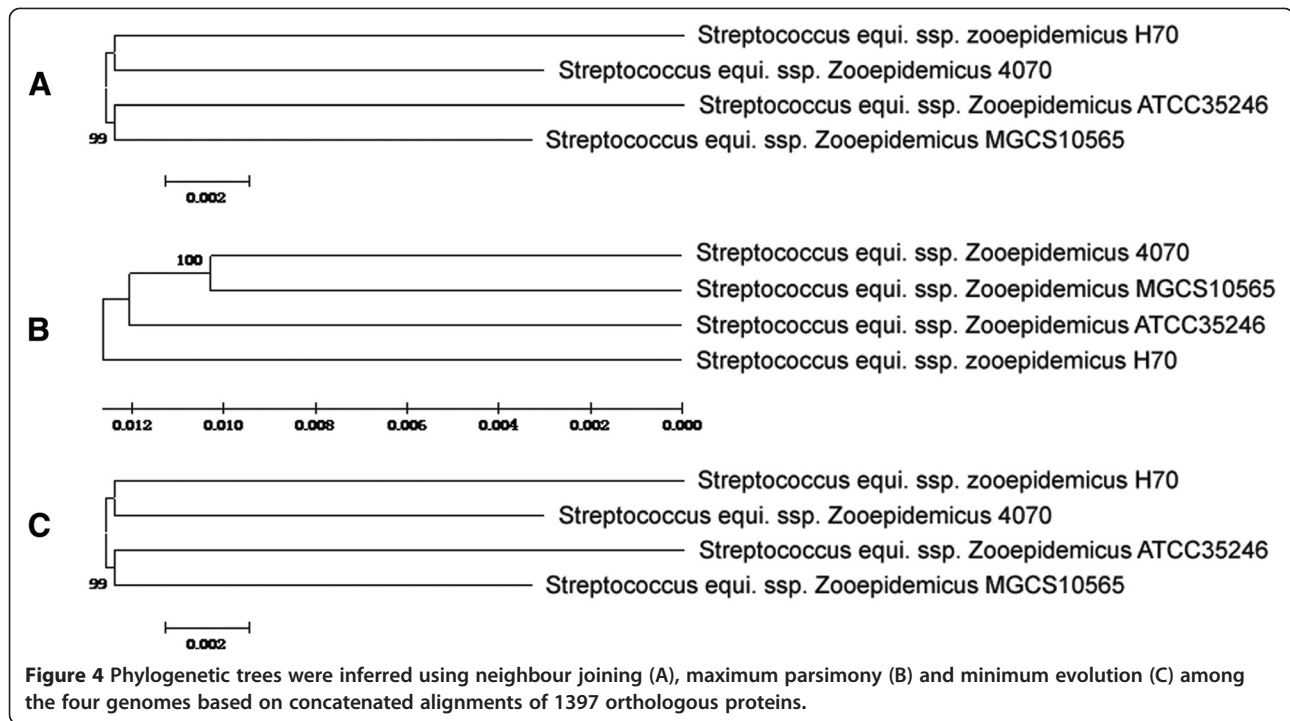 A
Streptococcus equi. ssp. zooepidemicus H70
Streptococcus equi. ssp. Zooepidemicus 4070
Streptococcus equi. ssp. Zooepidemicus ATCC35246
Streptococcus equi. ssp. Zooepidemicus MGCS10565
99
0.002
B
100
Streptococcus equi. ssp. Zooepidemicus 4070
Streptococcus equi. ssp. Zooepidemicus MGCS10565
Streptococcus equi. ssp. Zooepidemicus ATCC35246
Streptococcus equi. ssp. zooepidemicus H70
0.012 0.010 0.008 0.006 0.004 0.002 0.000
C
Streptococcus equi. ssp. zooepidemicus H70
Streptococcus equi. ssp. Zooepidemicus 4070
Streptococcus equi. ssp. Zooepidemicus ATCC35246
Streptococcus equi. ssp. Zooepidemicus MGCS10565
99
0.002
Figure 4 Phylogenetic trees were inferred using neighbour joining (A), maximum parsimony (B) and minimum evolution (C) among
the four genomes based on concatenated alignments of 1397 orthologous proteins.